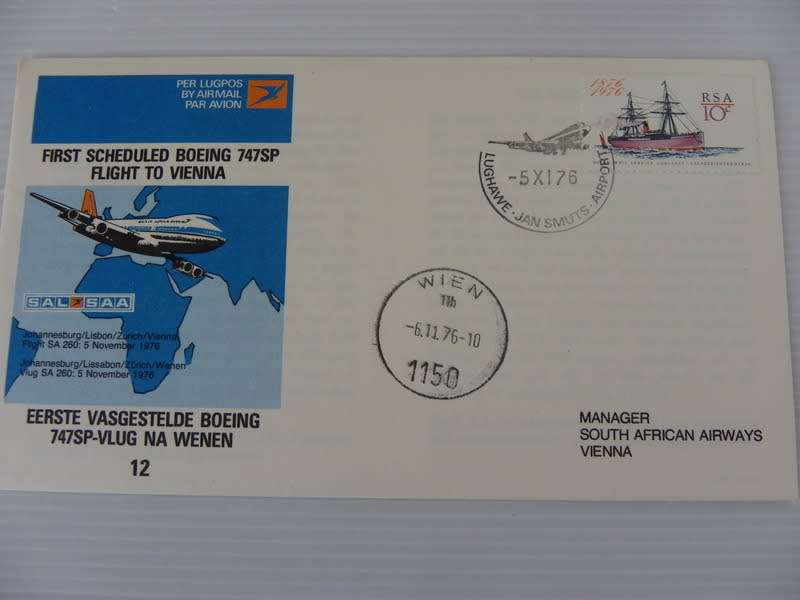 PER LUGPOS
BY AIRMAIL
PAR AVION
FIRST SCHEDULED BOEING 747SP
FLIGHT TO VIENNA
SAL SAA
Johannesburg/Lisbon/Zürich/Vienna
Flight SA 260: 5 November 1976
Johannesburg/Lissabon/Zürich/Wenen
Vlug SA 260: 5 November 1976
EERSTE VASGESTELDE BOEING
747SP-VLUG NA WENEN
12
1876
1976
RSA
10c
-5 XI 76
LUGHAWE · JAN SMUTS · AIRPORT
WIEN
11h
-6.11.76-10
1150
MANAGER
SOUTH AFRICAN AIRWAYS
VIENNA